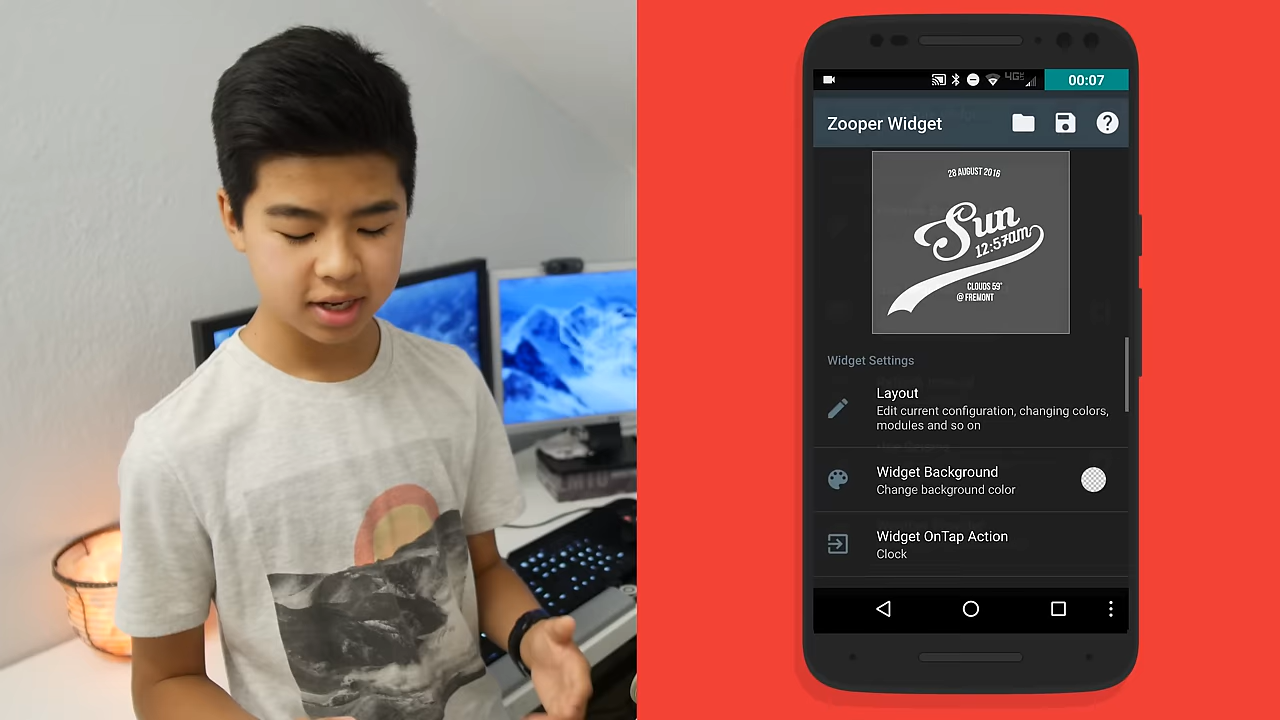 4G
00:07
Zooper Widget
28 AUGUST 2016
Sun
12:57am
CLOUDS 59°
@ FREMONT
Widget Settings
Layout
Edit current configuration, changing colors,
modules and so on
Widget Background
Change background color
Widget OnTap Action
Clock